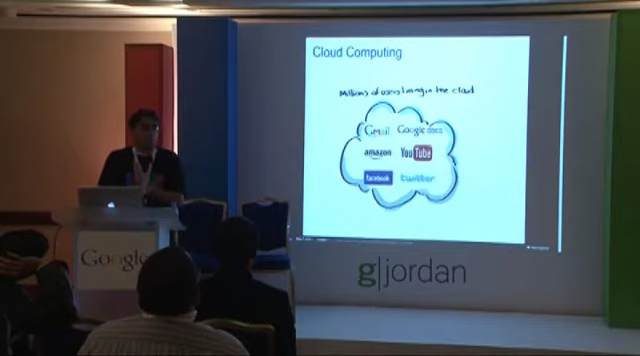 Cloud Computing
Millions of users living in the cloud
Gmail Google docs
amazon YouTube
facebook twitter
Google
g|jordan